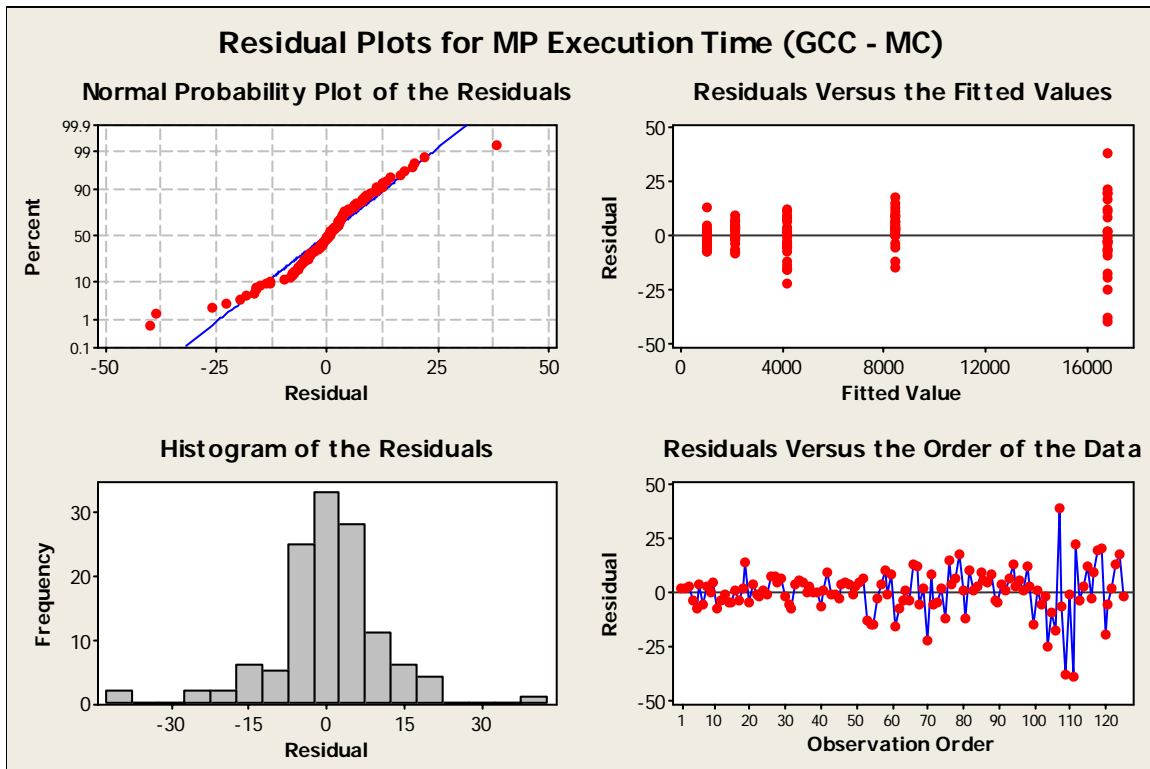 Residual Plots for MP Execution Time (GCC - MC)
Normal Probability Plot of the Residuals
99.9
99
90
50
10
1
0.1
Percent
-50 -25 0 25 50
Residual
Residuals Versus the Fitted Values
50
25
0
-25
-50
Residual
0 4000 8000 12000 16000
Fitted Value
Histogram of the Residuals
30
20
10
0
Frequency
-30 -15 0 15 30
Residual
Residuals Versus the Order of the Data
50
25
0
-25
-50
Residual
1 10 20 30 40 50 60 70 80 90 100 110 120
Observation Order